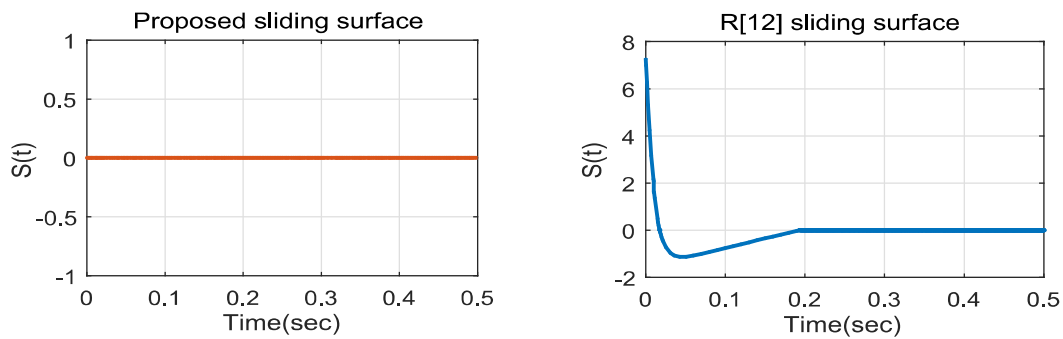 Proposed sliding surface
1
0.5
0
-0.5
-1
S(t)
0 0.1 0.2 0.3 0.4 0.5
Time(sec)
R[12] sliding surface
8
6
4
2
0
-2
S(t)
0 0.1 0.2 0.3 0.4 0.5
Time(sec)